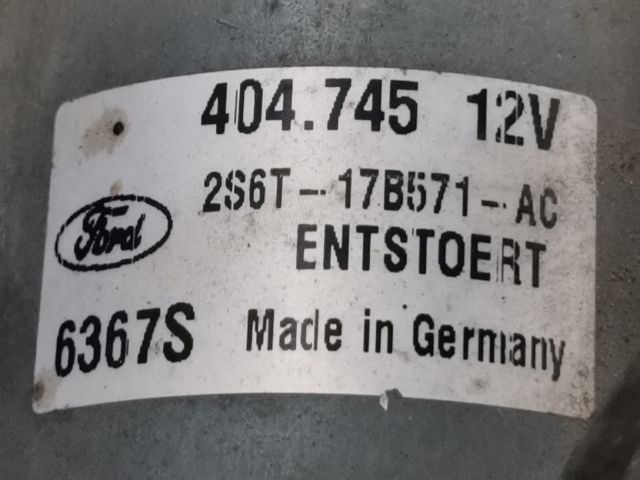 404.745 12V
2S6T-17B571-AC
Ford
ENTSTOERT
6367S Made in Germany